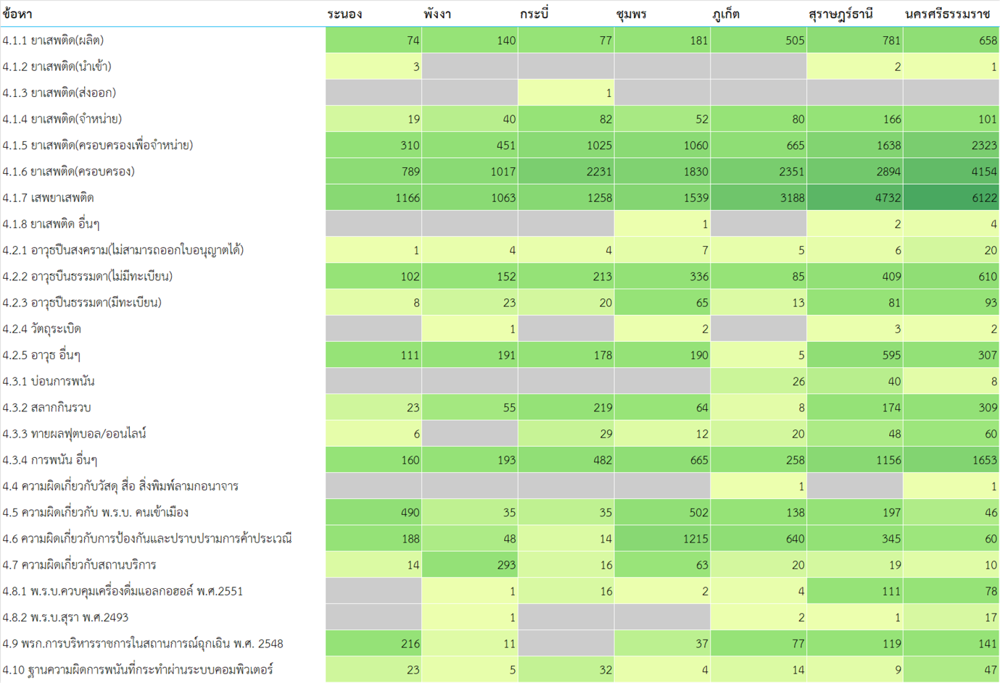 ข้อหา ระนอง พังงา กระบี่ ชุมพร ภูเก็ต สุราษฎร์ธานี นครศรีธรรมราช
4.1.1 ยาเสพติด(ผลิต) 74 140 77 181 505 781 658
4.1.2 ยาเสพติด(นำเข้า) 3 2 1
4.1.3 ยาเสพติด(ส่งออก) 1
4.1.4 ยาเสพติด(จำหน่าย) 19 40 82 52 80 166 101
4.1.5 ยาเสพติด(ครอบครองเพื่อจำหน่าย) 310 451 1025 1060 665 1638 2323
4.1.6 ยาเสพติด(ครอบครอง) 789 1017 2231 1830 2351 2894 4154
4.1.7 เสพยาเสพติด 1166 1063 1258 1539 3188 4732 6122
4.1.8 ยาเสพติด อื่นๆ 1 2 4
4.2.1 อาวุธปืนสงคราม(ไม่สามารถออกใบอนุญาตได้) 1 4 4 7 5 6 20
4.2.2 อาวุธปืนธรรมดา(ไม่มีทะเบียน) 102 152 213 336 85 409 610
4.2.3 อาวุธปืนธรรมดา(มีทะเบียน) 8 23 20 65 13 81 93
4.2.4 วัตถุระเบิด 1 2 3 2
4.2.5 อาวุธ อื่นๆ 111 191 178 190 5 595 307
4.3.1 บ่อนการพนัน 26 40 8
4.3.2 สลากกินรวบ 23 55 219 64 8 174 309
4.3.3 ทายผลฟุตบอล/ออนไลน์ 6 29 12 20 48 60
4.3.4 การพนัน อื่นๆ 160 193 482 665 258 1156 1653
4.4 ความผิดเกี่ยวกับวัสดุ สื่อ สิ่งพิมพ์ลามกอนาจาร 1 1
4.5 ความผิดเกี่ยวกับ พ.ร.บ. คนเข้าเมือง 490 35 35 502 138 197 46
4.6 ความผิดเกี่ยวกับการป้องกันและปราบปรามการค้าประเวณี 188 48 14 1215 640 345 60
4.7 ความผิดเกี่ยวกับสถานบริการ 14 293 16 63 20 19 10
4.8.1 พ.ร.บ.ควบคุมเครื่องดื่มแอลกอฮอล์ พ.ศ.2551 1 16 2 4 111 78
4.8.2 พ.ร.บ.สุรา พ.ศ.2493 1 2 1 17
4.9 พรก.การบริหารราชการในสถานการณ์ฉุกเฉิน พ.ศ. 2548 216 11 37 77 119 141
4.10 ฐานความผิดการพนันที่กระทำผ่านระบบคอมพิวเตอร์ 23 5 32 4 14 9 47